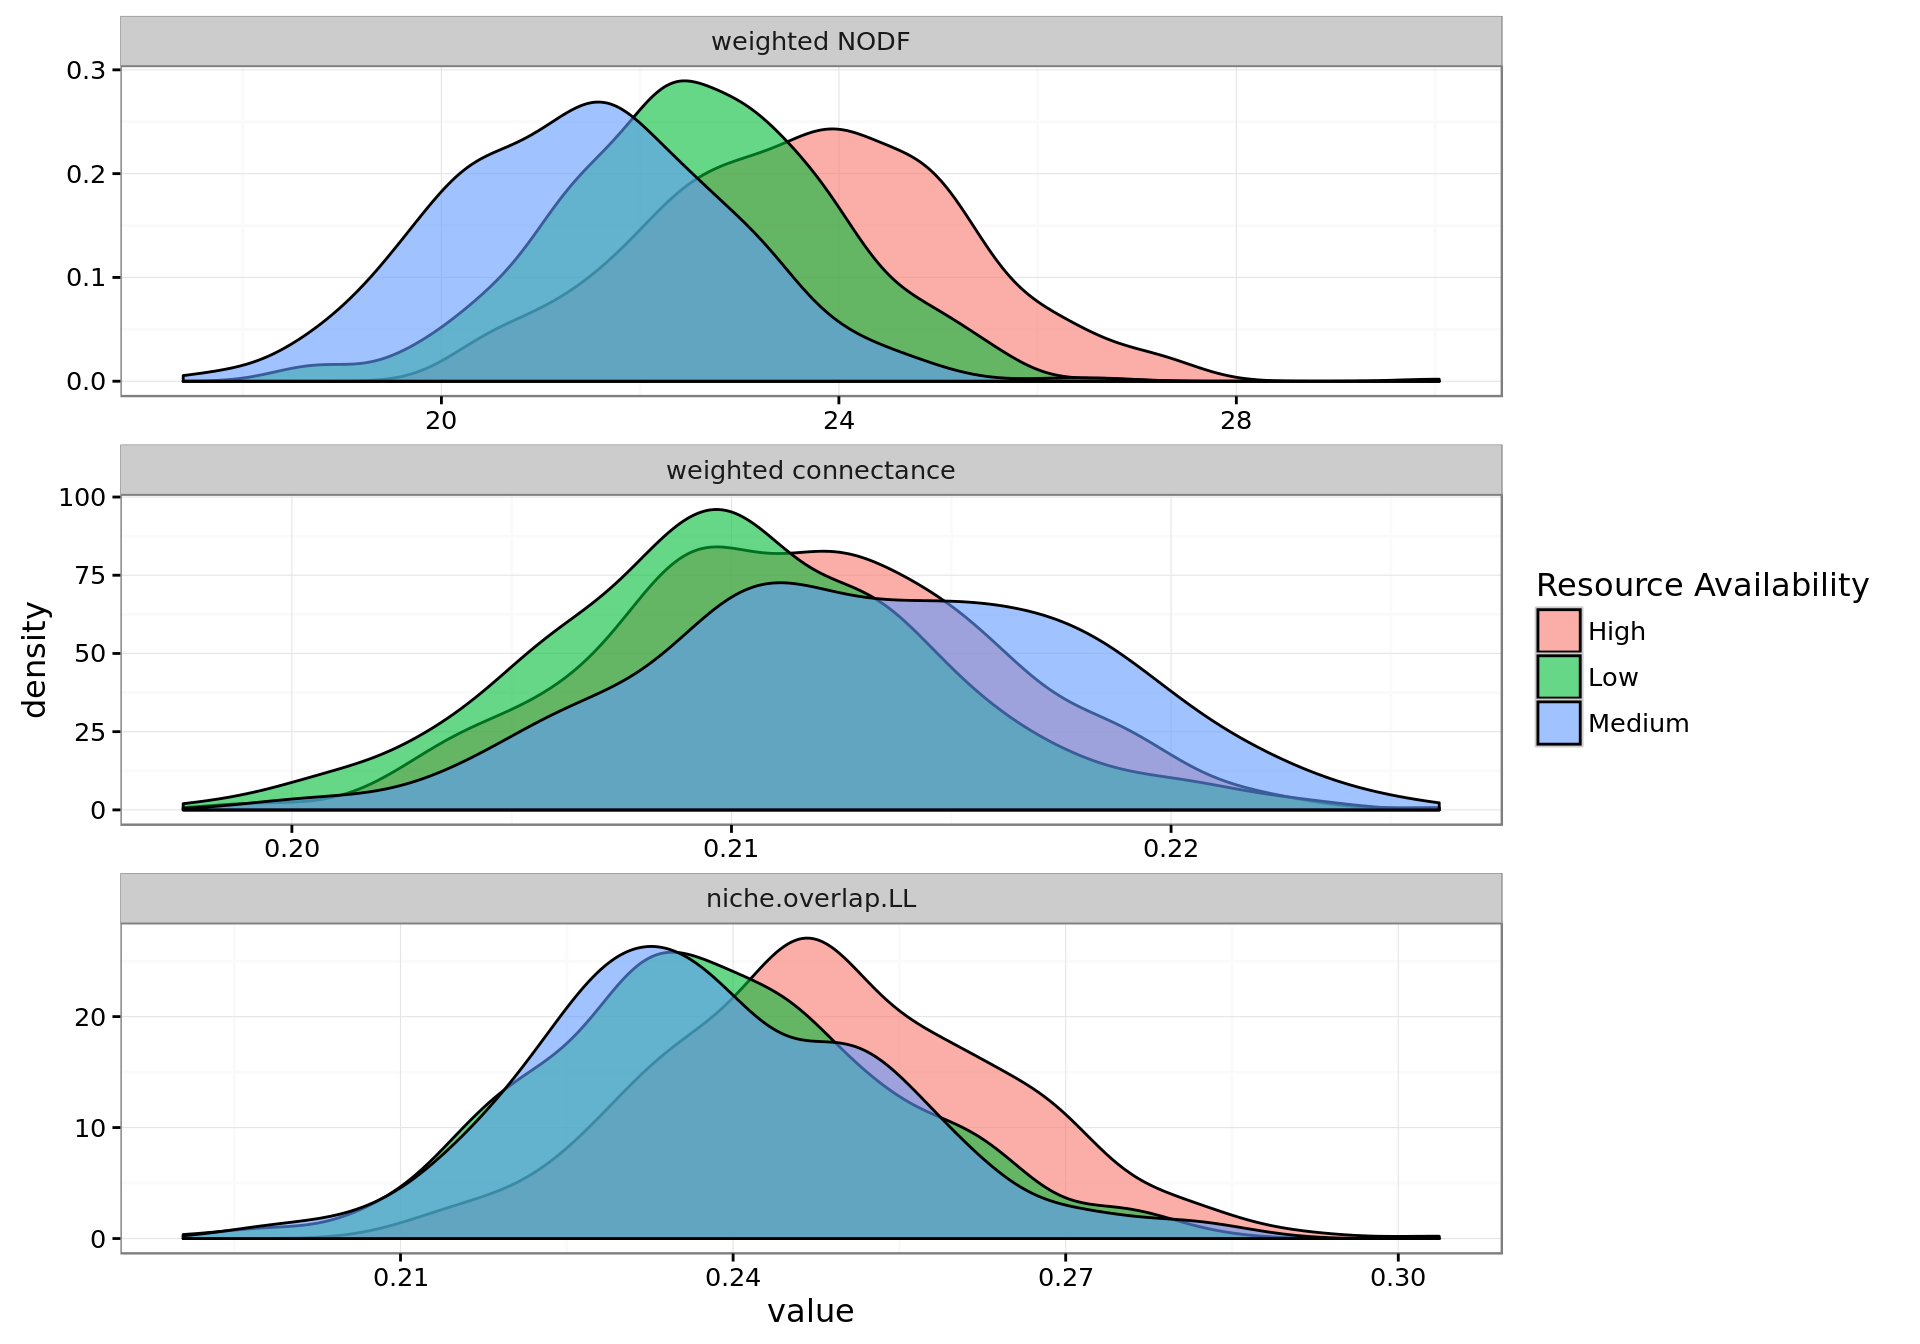 weighted NODF
0.3
0.2
0.1
0.0
20 24 28
weighted connectance
100
75
50
25
0
0.20 0.21 0.22
niche.overlap.LL
20
10
0
0.21 0.24 0.27 0.30
value
density
Resource Availability
High
Low
Medium